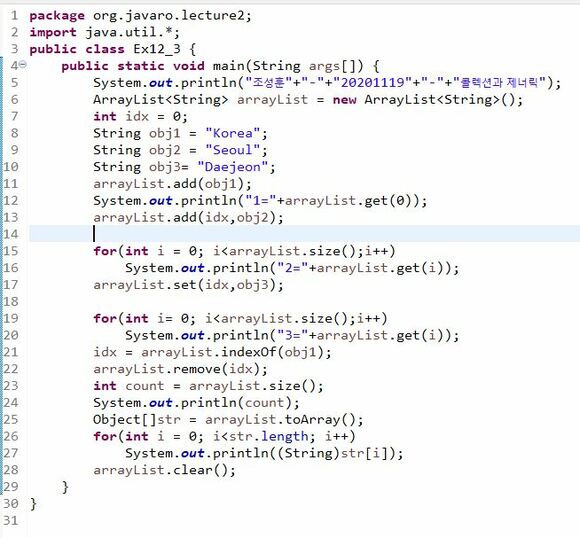 1 package org.javaro.lecture2;
2 import java.util.*;
3 public class Ex12_3 {
4 public static void main(String args[]) {
5 System.out.println("조성훈"+"-"+"20201119"+"-"+"콜렉션과 제너릭");
6 ArrayList<String> arrayList = new ArrayList<String>();
7 int idx = 0;
8 String obj1 = "Korea";
9 String obj2 = "Seoul";
10 String obj3= "Daejeon";
11 arrayList.add(obj1);
12 System.out.println("1="+arrayList.get(0));
13 arrayList.add(idx,obj2);
14
15 for(int i = 0; i<arrayList.size();i++)
16 System.out.println("2="+arrayList.get(i));
17 arrayList.set(idx,obj3);
18
19 for(int i= 0; i<arrayList.size();i++)
20 System.out.println("3="+arrayList.get(i));
21 idx = arrayList.indexOf(obj1);
22 arrayList.remove(idx);
23 int count = arrayList.size();
24 System.out.println(count);
25 Object[]str = arrayList.toArray();
26 for(int i = 0; i<str.length; i++)
27 System.out.println((String)str[i]);
28 arrayList.clear();
29 }
30 }
31